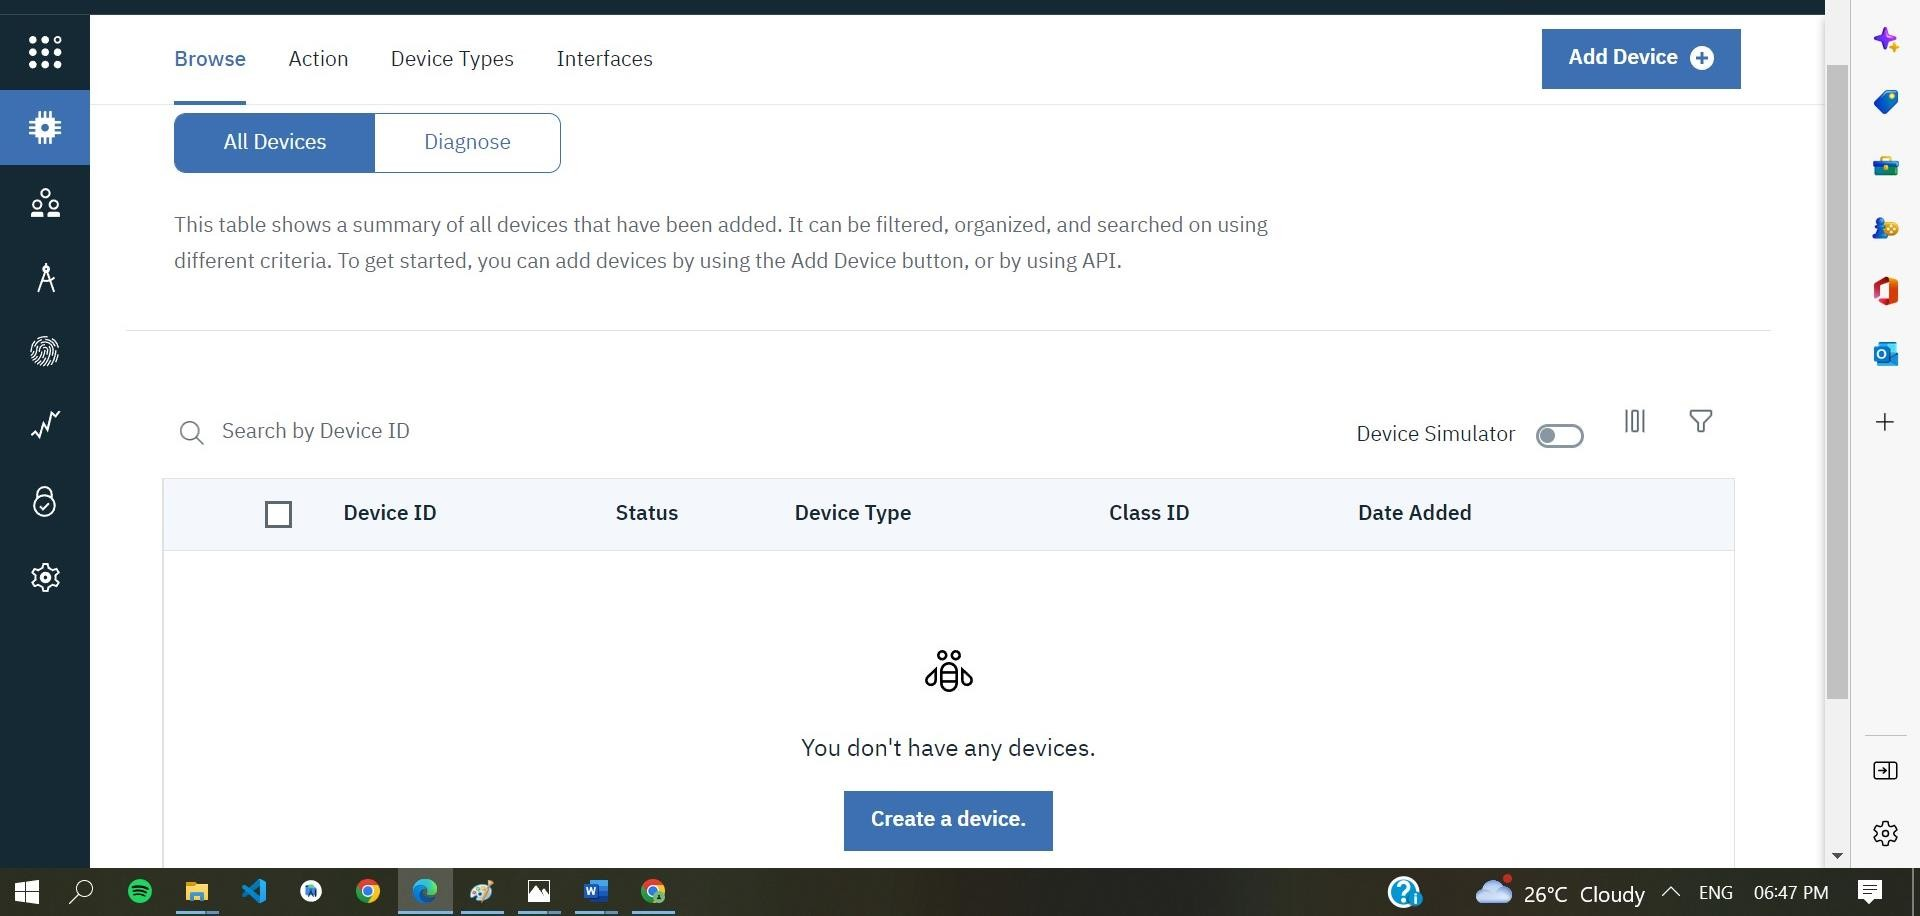 Browse Action Device Types Interfaces Add Device
All Devices Diagnose
This table shows a summary of all devices that have been added. It can be filtered, organized, and searched on using
different criteria. To get started, you can add devices by using the Add Device button, or by using API.
Search by Device ID Device Simulator
Device ID Status Device Type Class ID Date Added
You don't have any devices.
Create a device.
26°C Cloudy ENG 06:47 PM